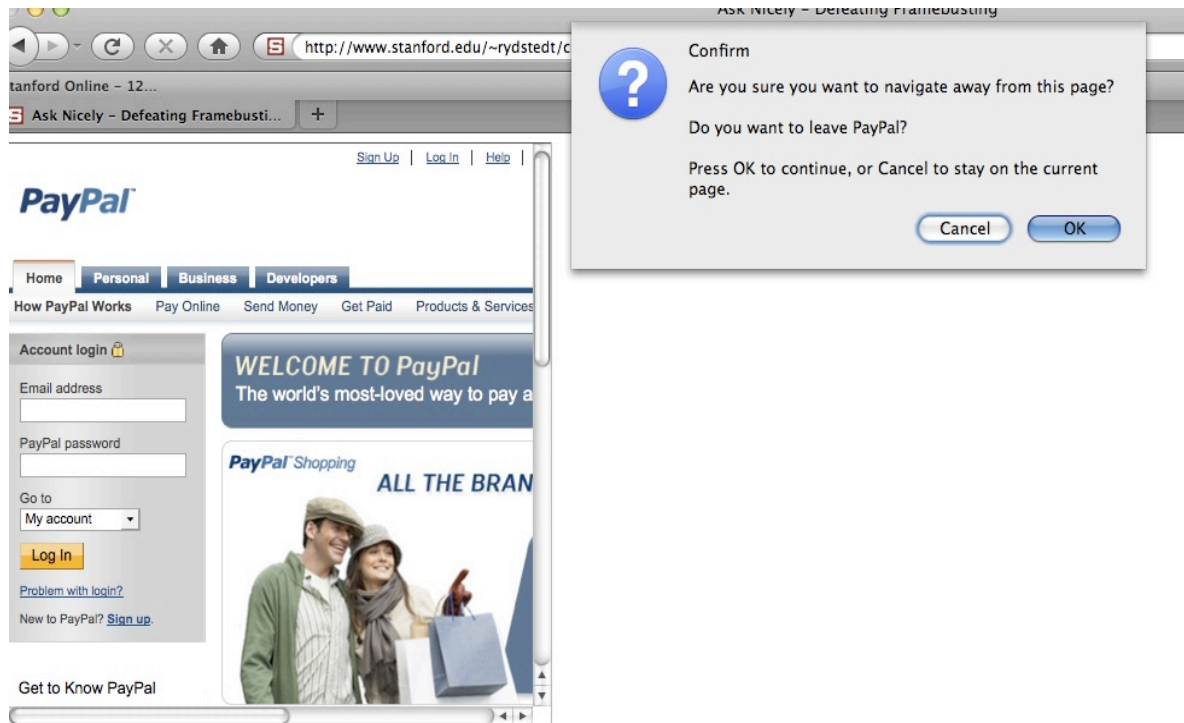 Ask Nicely – Defeating Framebusting
http://www.stanford.edu/~rydstedt/c
tanford Online – 12...
Ask Nicely – Defeating Framebusti...
+
Confirm
Are you sure you want to navigate away from this page?
Do you want to leave PayPal?
Press OK to continue, or Cancel to stay on the current
page.
Cancel
OK
Sign Up | Log In | Help |
PayPal
Home Personal Business Developers
How PayPal Works Pay Online Send Money Get Paid Products & Services
Account login
Email address
PayPal password
Go to
My account
Log In
Problem with login?
New to PayPal? Sign up.
Get to Know PayPal
WELCOME TO PayPal
The world's most-loved way to pay a
PayPal Shopping
ALL THE BRAN